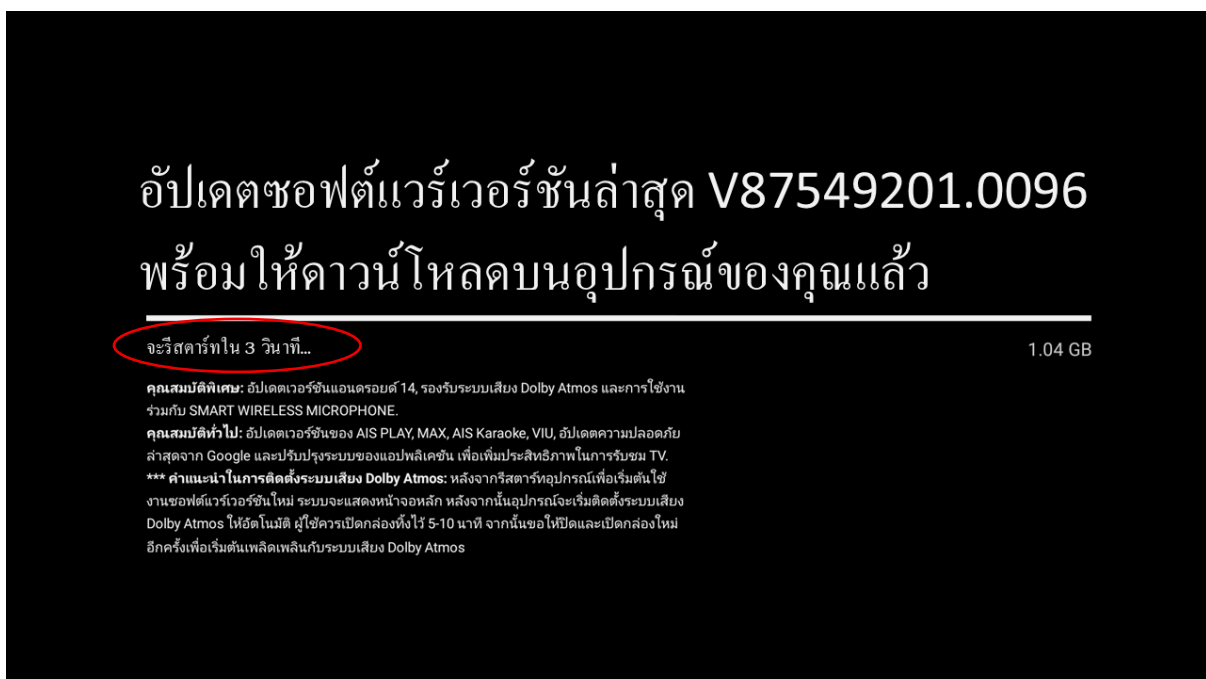 อัปเดตซอฟต์แวร์เวอร์ชันล่าสุด V87549201.0096
พร้อมให้ดาวน์โหลดบนอุปกรณ์ของคุณแล้ว
จะรีสตาร์ทใน 3 วินาที...
1.04 GB
คุณสมบัติพิเศษ: อัปเดตเวอร์ชันแอนดรอยด์ 14, รองรับระบบเสียง Dolby Atmos และการใช้งาน
ร่วมกับ SMART WIRELESS MICROPHONE.
คุณสมบัติทั่วไป: อัปเดตเวอร์ชันของ AIS PLAY, MAX, AIS Karaoke, VIU, อัปเดตความปลอดภัย
ล่าสุดจาก Google และปรับปรุงระบบของแอปพลิเคชัน เพื่อเพิ่มประสิทธิภาพในการรับชม TV.
*** คำแนะนำในการติดตั้งระบบเสียง Dolby Atmos: หลังจากรีสตาร์ทอุปกรณ์เพื่อเริ่มต้นใช้
งานซอฟต์แวร์เวอร์ชันใหม่ ระบบจะแสดงหน้าจอหลัก หลังจากนั้นอุปกรณ์จะเริ่มติดตั้งระบบเสียง
Dolby Atmos ให้อัตโนมัติ ผู้ใช้ควรเปิดกล่องทิ้งไว้ 5-10 นาที จากนั้นขอให้ปิดและเปิดกล่องใหม่
อีกครั้งเพื่อเริ่มต้นเพลิดเพลินกับระบบเสียง Dolby Atmos